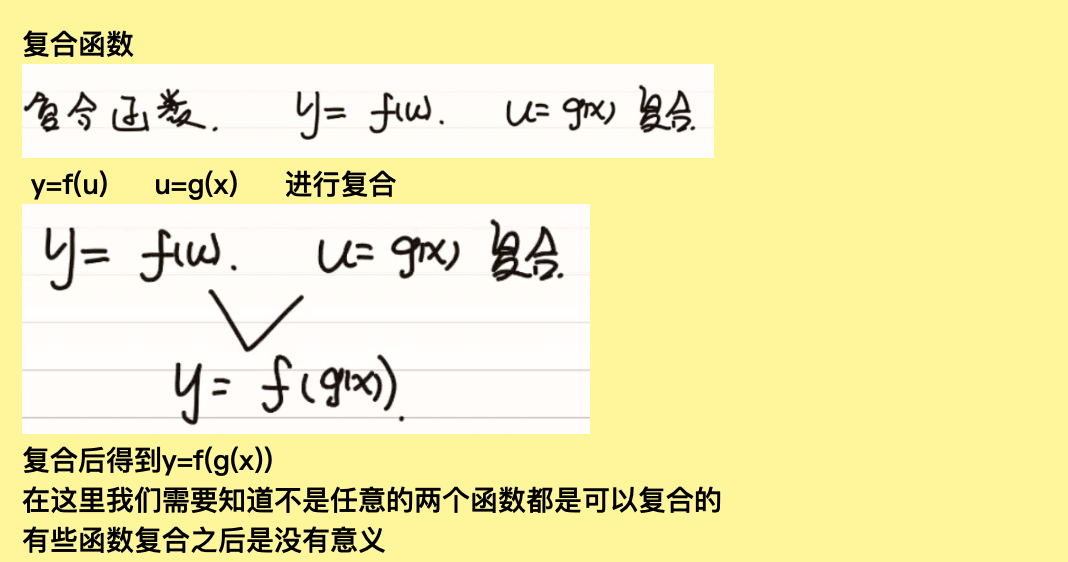 复合函数
复合函数. y= f(u). u= g(x) 复合.
y=f(u) u=g(x) 进行复合
y= f(u). u= g(x) 复合.
y= f(g(x)).
复合后得到y=f(g(x))
在这里我们需要知道不是任意的两个函数都是可以复合的
有些函数复合之后是没有意义